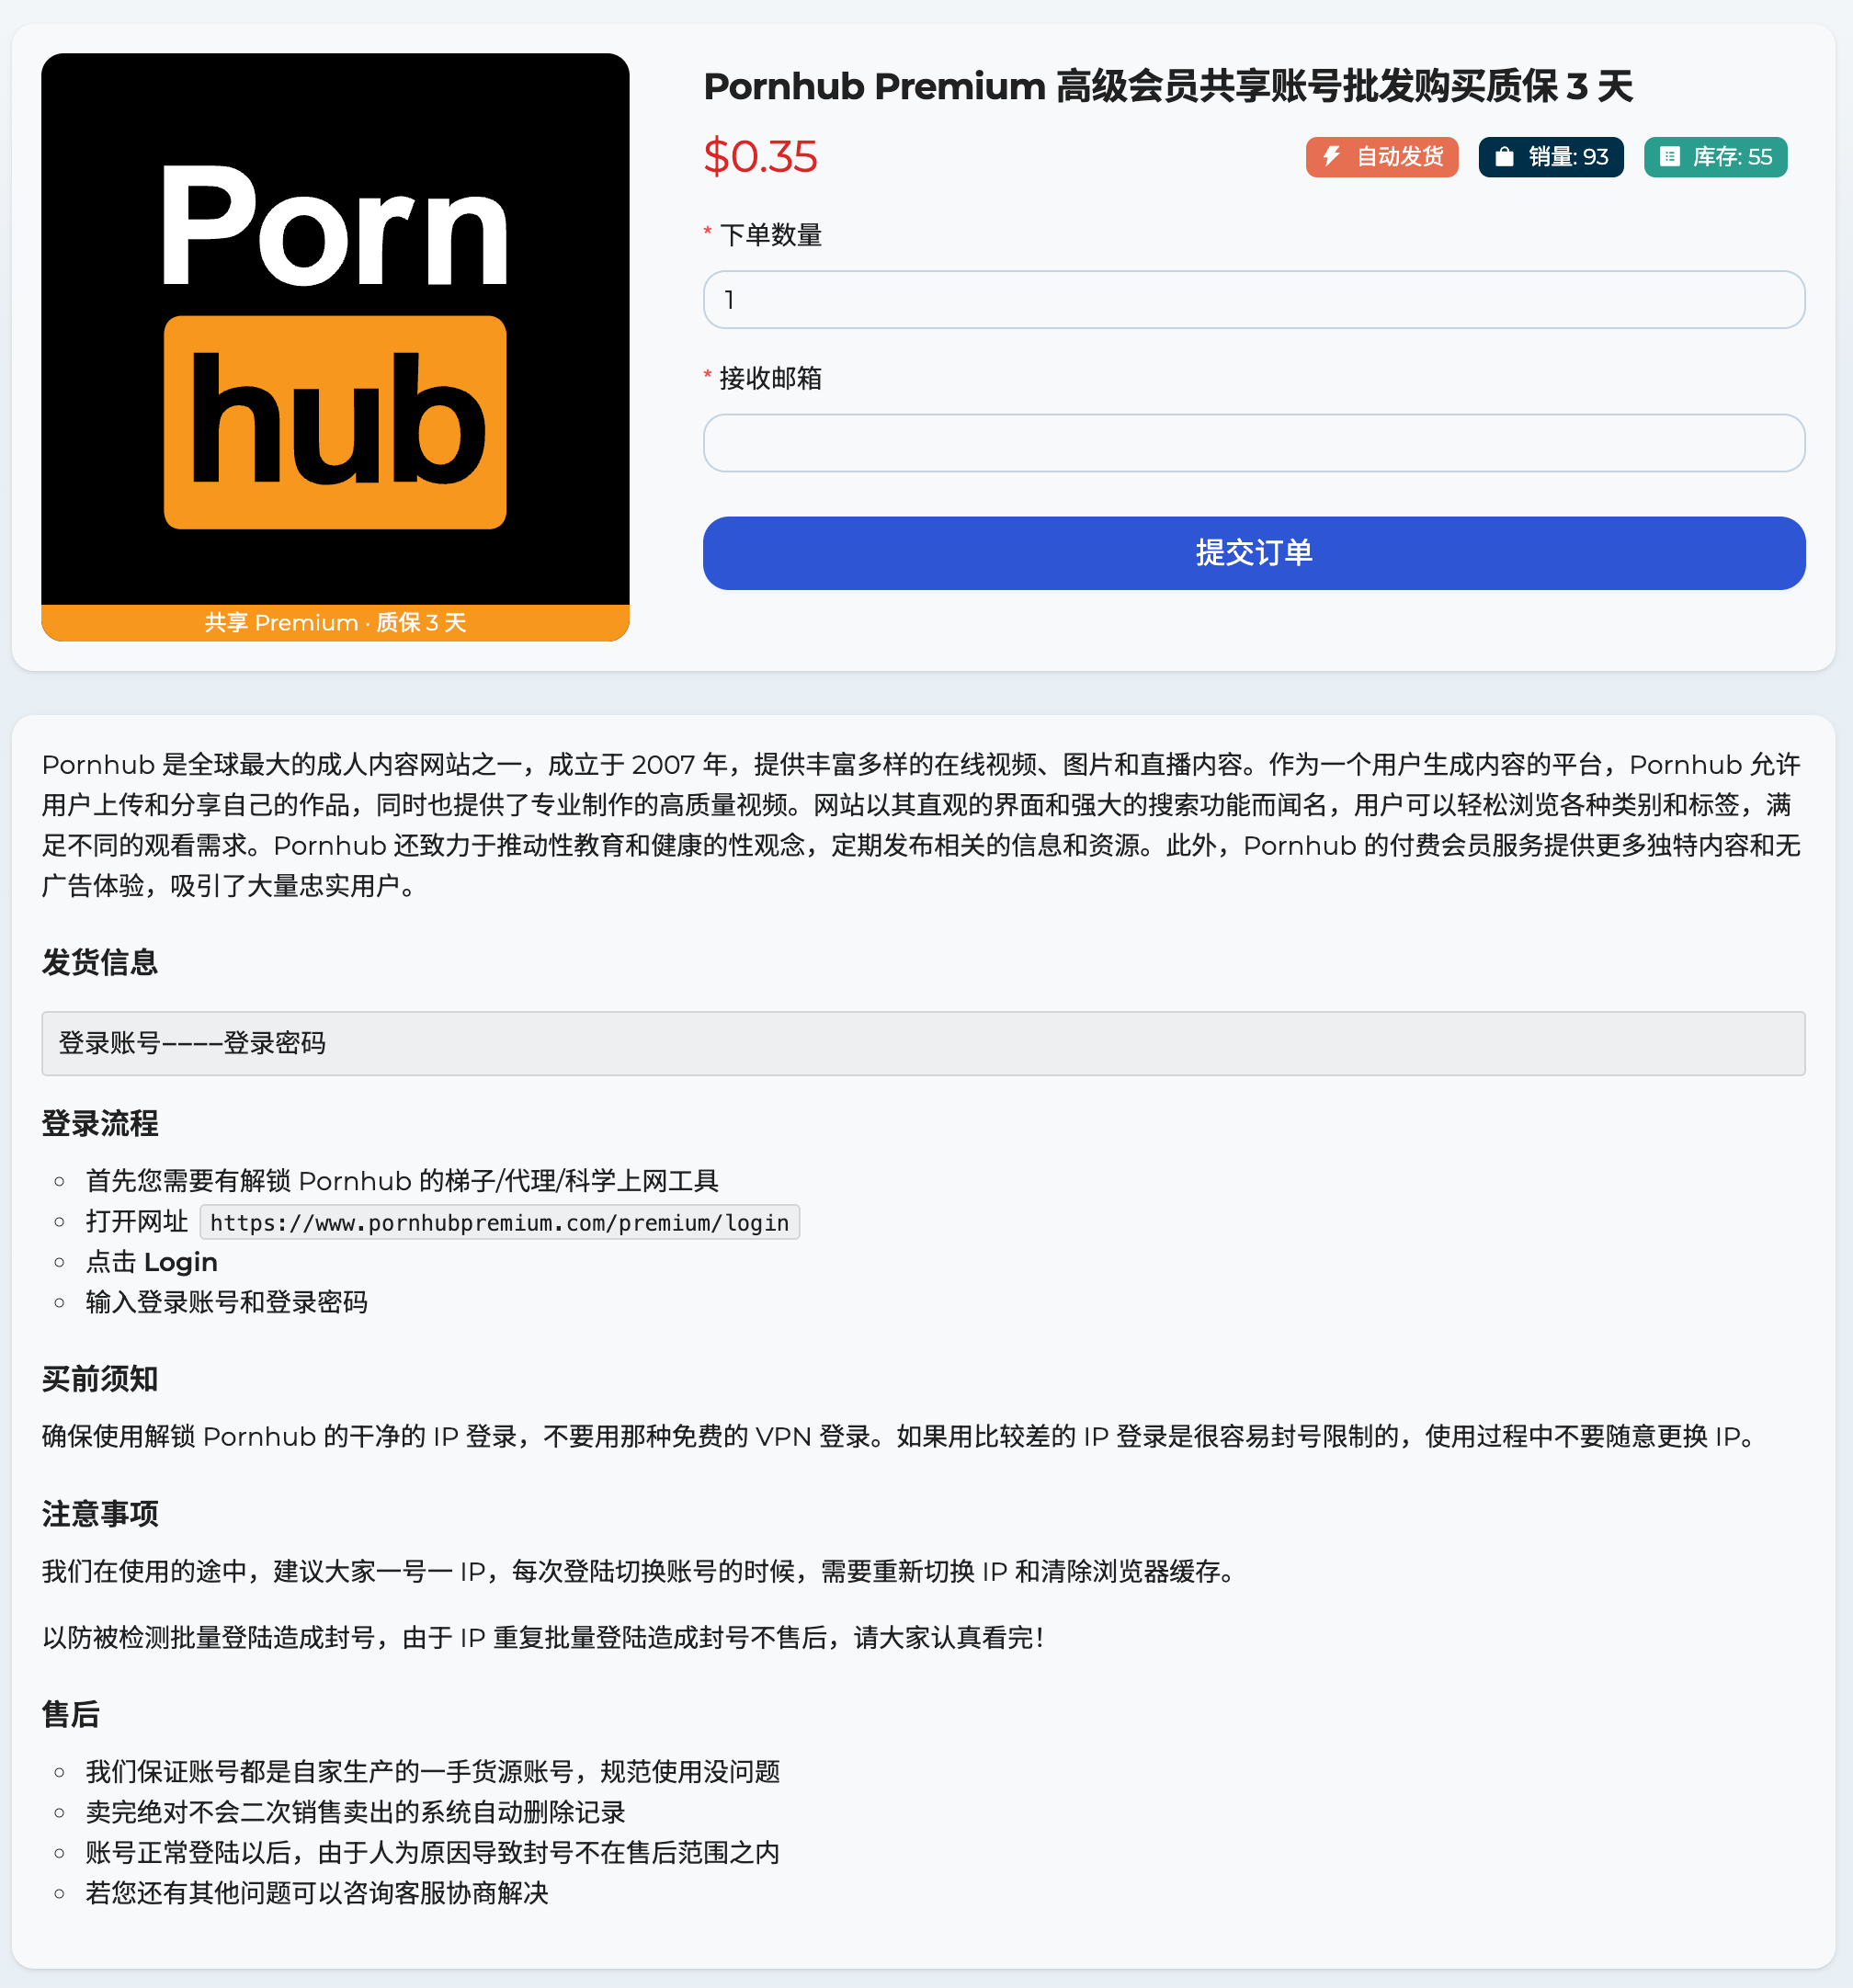 Porn
hub
共享 Premium · 质保 3 天
Pornhub Premium 高级会员共享账号批发购买质保 3 天
$0.35
自动发货
销量: 93
库存: 55
* 下单数量
1
* 接收邮箱
提交订单
Pornhub 是全球最大的成人内容网站之一，成立于 2007 年，提供丰富多样的在线视频、图片和直播内容。作为一个用户生成内容的平台，Pornhub 允许
用户上传和分享自己的作品，同时也提供了专业制作的高质量视频。网站以其直观的界面和强大的搜索功能而闻名，用户可以轻松浏览各种类别和标签，满
足不同的观看需求。Pornhub 还致力于推动性教育和健康的性观念，定期发布相关的信息和资源。此外，Pornhub 的付费会员服务提供更多独特内容和无
广告体验，吸引了大量忠实用户。
发货信息
登录账号----登录密码
登录流程
首先您需要有解锁 Pornhub 的梯子/代理/科学上网工具
打开网址 https://www.pornhubpremium.com/premium/login
点击 Login
输入登录账号和登录密码
买前须知
确保使用解锁 Pornhub 的干净的 IP 登录，不要用那种免费的 VPN 登录。如果用比较差的 IP 登录是很容易封号限制的，使用过程中不要随意更换 IP。
注意事项
我们在使用的途中，建议大家一号一 IP，每次登陆切换账号的时候，需要重新切换 IP 和清除浏览器缓存。
以防被检测批量登陆造成封号，由于 IP 重复批量登陆造成封号不售后，请大家认真看完！
售后
我们保证账号都是自家生产的一手货源账号，规范使用没问题
卖完绝对不会二次销售卖出的系统自动删除记录
账号正常登陆以后，由于人为原因导致封号不在售后范围之内
若您还有其他问题可以咨询客服协商解决